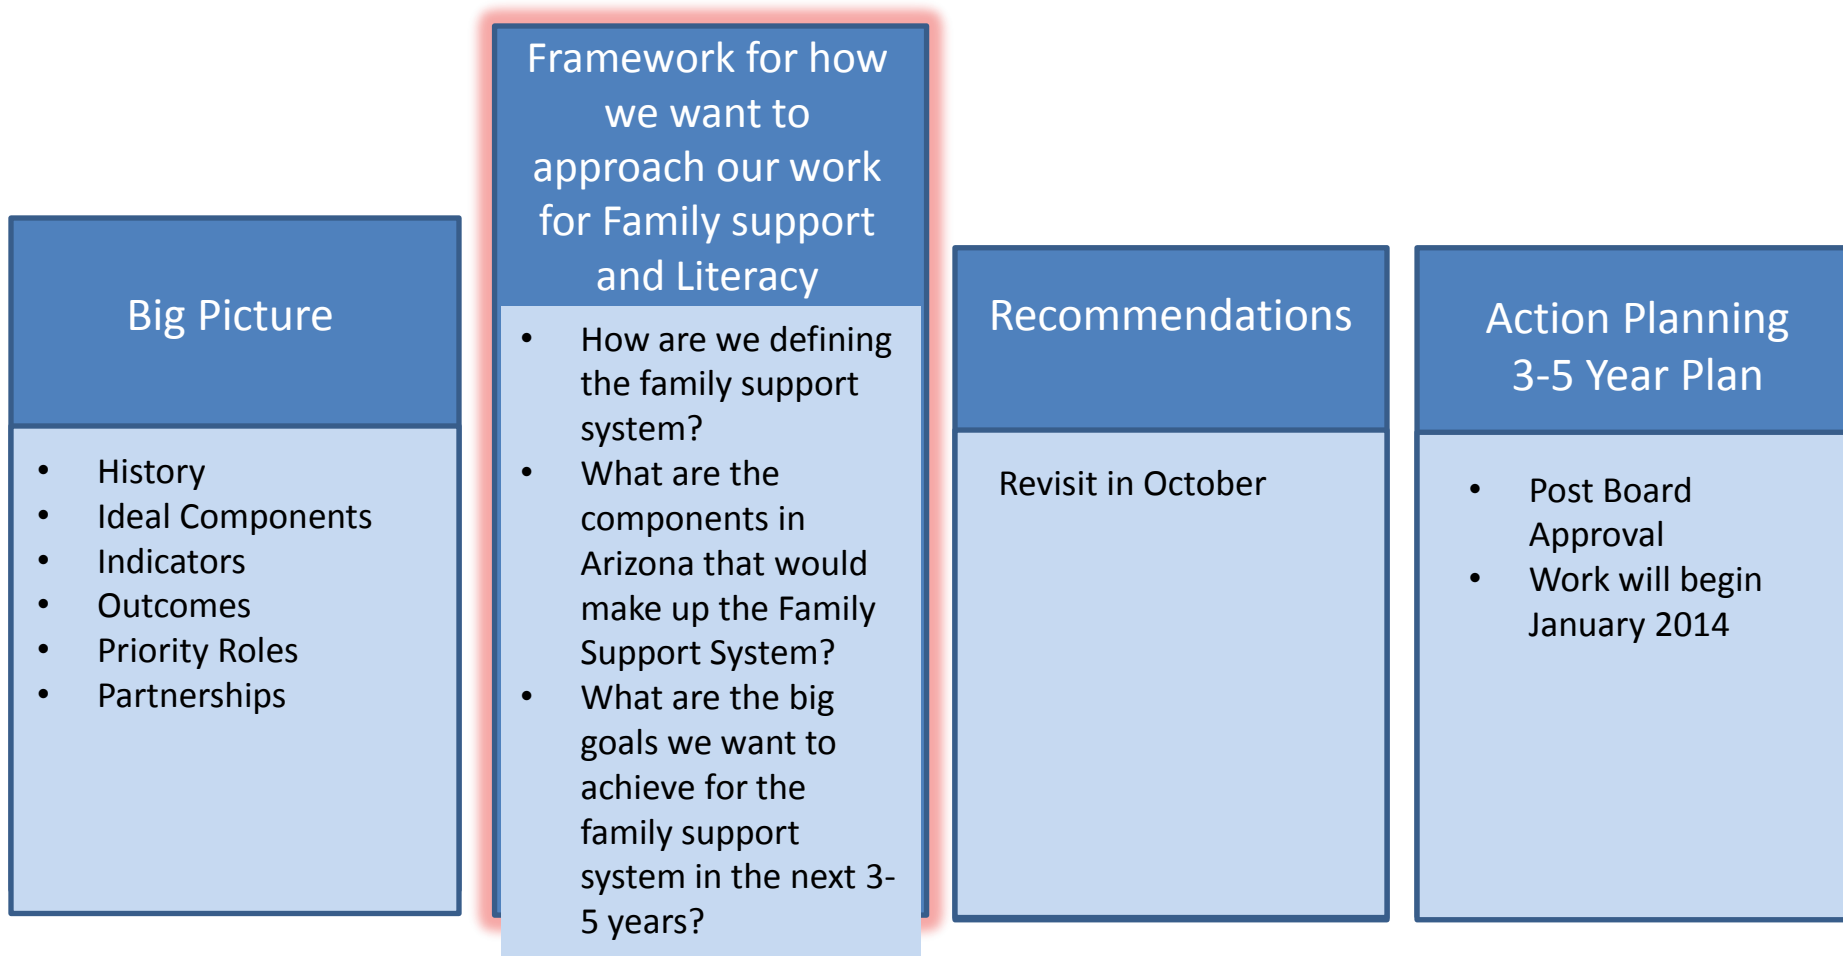 Big Picture
• History
• Ideal Components
• Indicators
• Outcomes
• Priority Roles
• Partnerships
Framework for how
we want to
approach our work
for Family support
and Literacy
• How are we defining
the family support
system?
• What are the
components in
Arizona that would
make up the Family
Support System?
• What are the big
goals we want to
achieve for the
family support
system in the next 3-
5 years?
Recommendations
Revisit in October
Action Planning
3-5 Year Plan
• Post Board
Approval
• Work will begin
January 2014